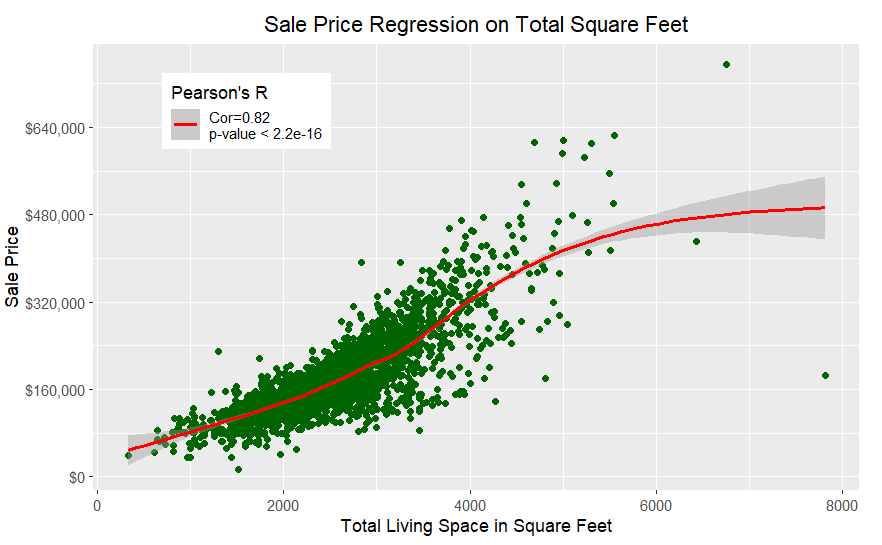 Sale Price Regression on Total Square Feet
Pearson's R
Cor=0.82
p-value < 2.2e-16
$640,000
$480,000
$320,000
$160,000
$0
Sale Price
0
2000
4000
6000
8000
Total Living Space in Square Feet